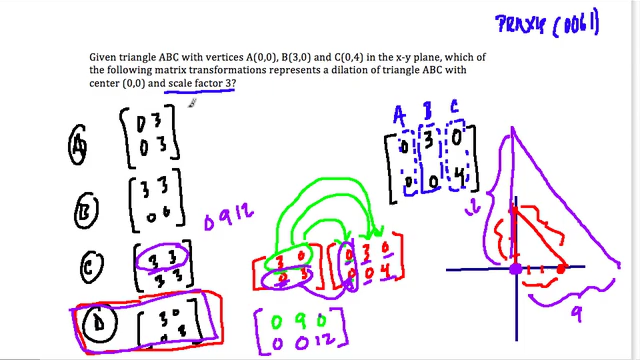 PRAXIS (0061)
Given triangle ABC with vertices A(0,0), B(3,0) and C(0,4) in the x-y plane, which of
the following matrix transformations represents a dilation of triangle ABC with
center (0,0) and scale factor 3?
A
0 3
0 3
B
3 3
0 0
C
3 3
3 3
D
3 0
0 3
0 9 12
A B C
0 3 0
0 0 4
3 0 0 3 0
0 3 0 0 4
0 9 0
0 0 12
12
9